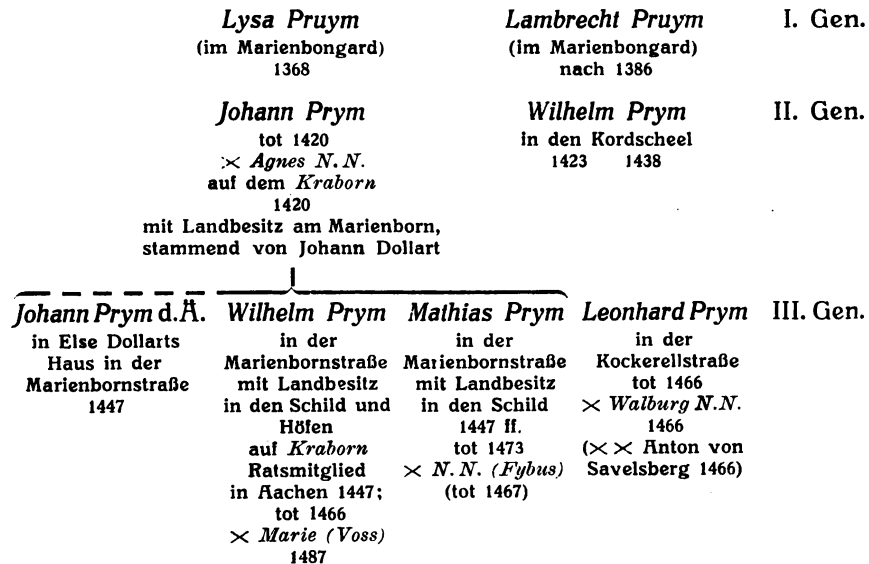 Lysa Pruym
(im Marienbongard)
1368
Lambrecht Pruym
(im Marienbongard)
nach 1386
I. Gen.
Johann Prym
tot 1420
⚔ Agnes N. N.
auf dem Kraborn
1420
mit Landbesitz am Marienborn,
stammend von Johann Dollart
Wilhelm Prym
in den Kordscheel
1423 1438
II. Gen.
Johann Prym d. Ä.
in Else Dollarts
Haus in der
Marienbornstraße
1447
Wilhelm Prym
in der
Marienbornstraße
mit Landbesitz
in den Schild und
Höfen
auf Kraborn
Ratsmitglied
in Aachen 1447;
tot 1466
⚔ Marie (Voss)
1487
Mathias Prym
in der
Marienbornstraße
mit Landbesitz
in den Schild
1447 ff.
tot 1473
⚔ N. N. (Fybus)
(tot 1467)
Leonhard Prym
in der
Kockerellstraße
tot 1466
⚔ Walburg N.N.
1466
(⚔ ⚔ Anton von
Savelsberg 1466)
III. Gen.